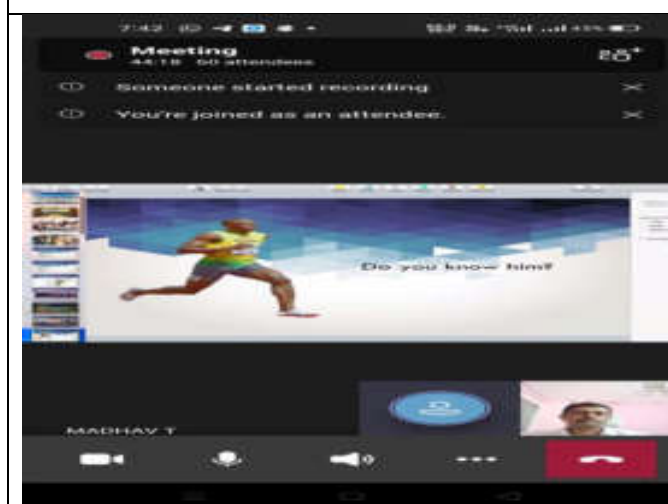 7:42
Meeting
44:18 60 attendees
Someone started recording
You're joined as an attendee.
Do you know him?
MADHAV T